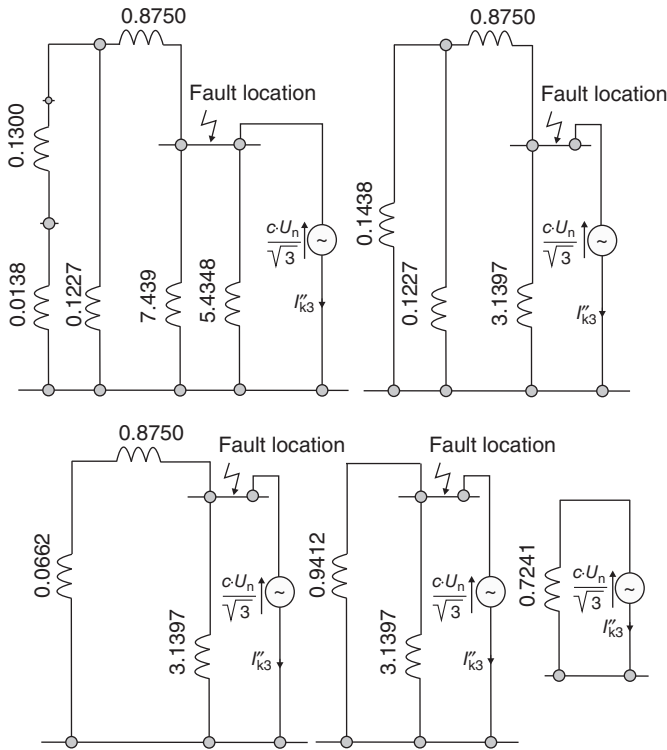 0.8750
Fault location
0.1300
0.0138
0.1227
7.439
5.4348
c·Uₙ
√3
~
I″k3
0.8750
Fault location
0.1438
0.1227
3.1397
c·Uₙ
√3
~
I″k3
0.8750
Fault location
0.0662
3.1397
c·Uₙ
√3
~
I″k3
Fault location
0.9412
3.1397
c·Uₙ
√3
~
I″k3
0.7241
c·Uₙ
√3
~
I″k3